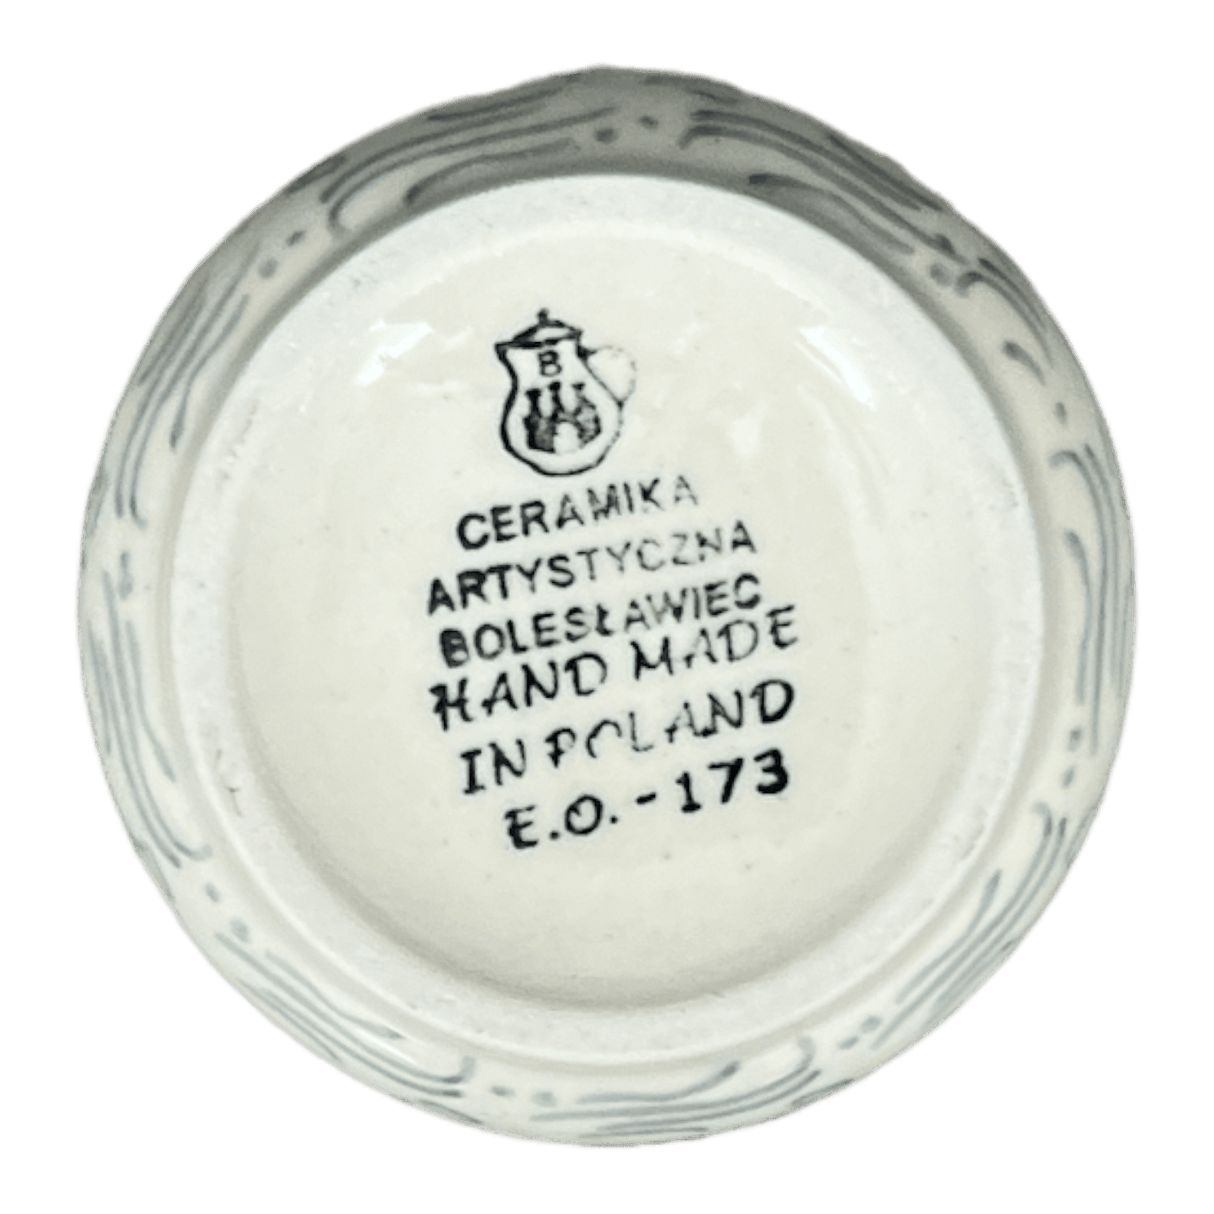 B
CERAMIKA
ARTYSTYCZNA
BOLESŁAWIEC
HAND MADE
IN POLAND
E.O.-173